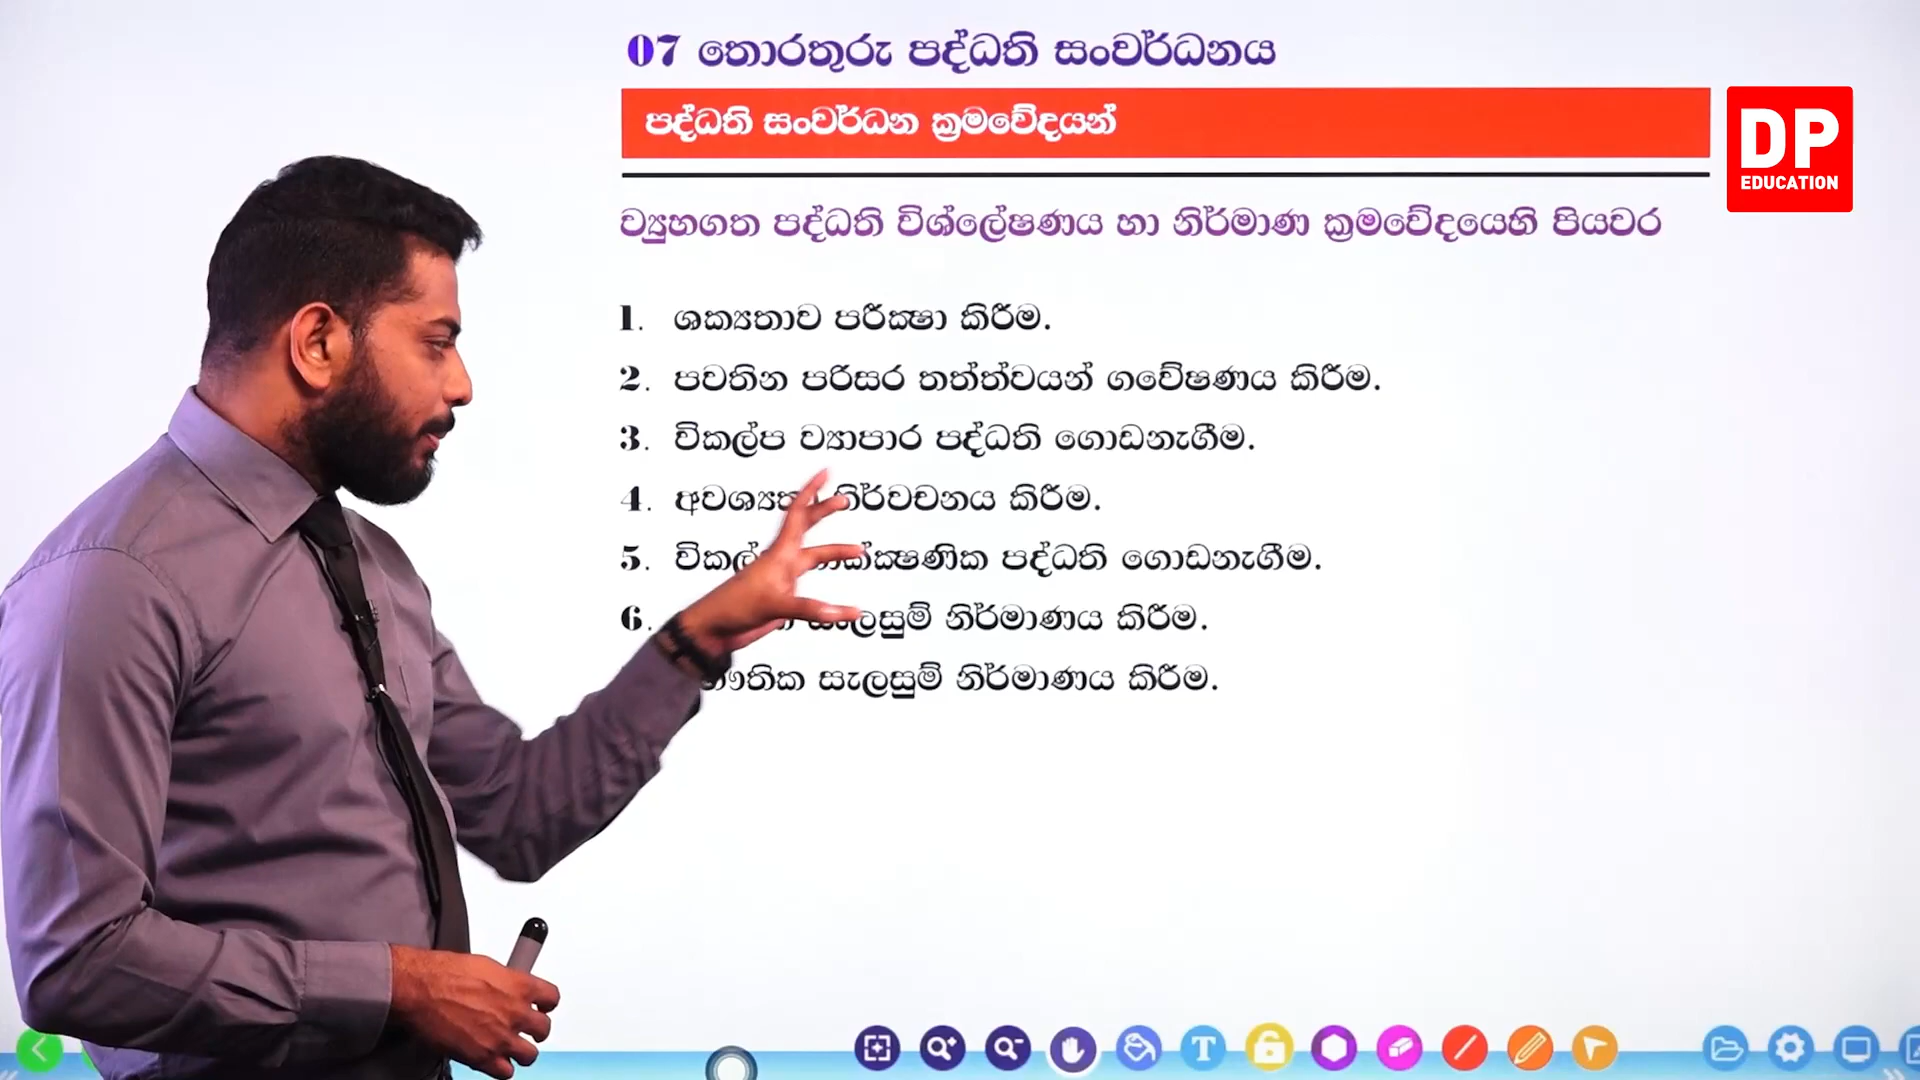 07 තොරතුරු පද්ධති සංවර්ධනය
පද්ධති සංවර්ධන ක්‍රමවේදයන්
DP
EDUCATION
ව්‍යුහගත පද්ධති විශ්ලේෂණය හා නිර්මාණ ක්‍රමවේදයෙහි පියවර
1. ශක්‍යතාව පරීක්‍ෂා කිරීම.
2. පවතින පරිසර තත්ත්වයන් ගවේෂණය කිරීම.
3. විකල්ප ව්‍යාපාර පද්ධති ගොඩනැගීම.
4. නිර්වචනය කිරීම.
5. පද්ධති ගොඩනැගීම.
6. සැලසුම් නිර්මාණය කිරීම.
සැලසුම් නිර්මාණය කිරීම.